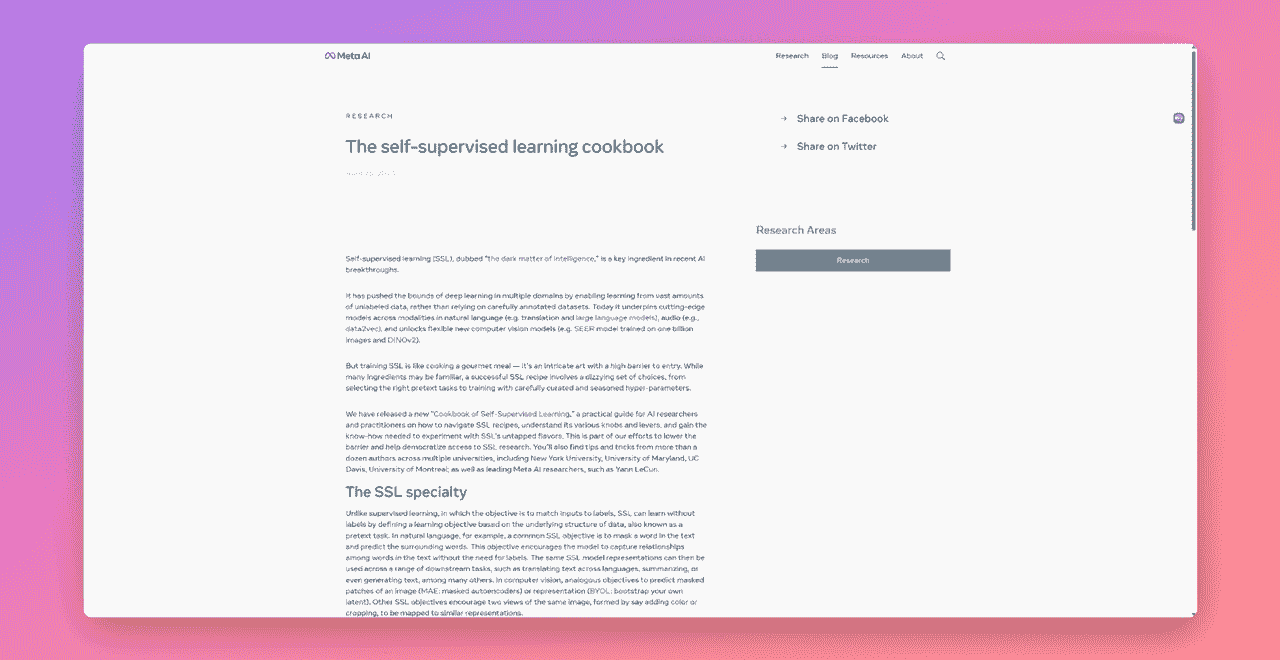 Meta AI
Research Blog Resources About
RESEARCH
The self-supervised learning cookbook
→ Share on Facebook
→ Share on Twitter
Research Areas
Research
Self-supervised learning (SSL), dubbed "the dark matter of intelligence," is a key ingredient in recent AI
breakthroughs.
It has pushed the bounds of deep learning in multiple domains by enabling learning from vast amounts
of unlabeled data, rather than relying on carefully annotated datasets. Today it underpins cutting-edge
models across modalities in natural language (e.g. translation and large language models), audio (e.g.,
data2vec), and unlocks flexible new computer vision models (e.g. SEER model trained on one billion
images and DINOv2).
But training SSL is like cooking a gourmet meal — it's an intricate art with a high barrier to entry. While
many ingredients may be familiar, a successful SSL recipe involves a dizzying set of choices, from
selecting the right pretext tasks to training with carefully curated and seasoned hyper-parameters.
We have released a new "Cookbook of Self-Supervised Learning," a practical guide for AI researchers
and practitioners on how to navigate SSL recipes, understand its various knobs and levers, and gain the
know-how needed to experiment with SSL's untapped flavors. This is part of our efforts to lower the
barrier and help democratize access to SSL research. You'll also find tips and tricks from more than a
dozen authors across multiple universities, including New York University, University of Maryland, UC
Davis, University of Montreal; as well as leading Meta AI researchers, such as Yann LeCun.
The SSL specialty
Unlike supervised learning, in which the objective is to match inputs to labels, SSL can learn without
labels by defining a learning objective based on the underlying structure of data, also known as a
pretext task. In natural language, for example, a common SSL objective is to mask a word in the text
and predict the surrounding words. This objective encourages the model to capture relationships
among words in the text without the need for labels. The same SSL model representations can then be
used across a range of downstream tasks, such as translating text across languages, summarizing, or
even generating text, among many others. In computer vision, analogous objectives to predict masked
patches of an image (MAE: masked autoencoders) or representation (BYOL: bootstrap your own
latent). Other SSL objectives encourage two views of the same image, formed by say adding color or
cropping, to be mapped to similar representations.